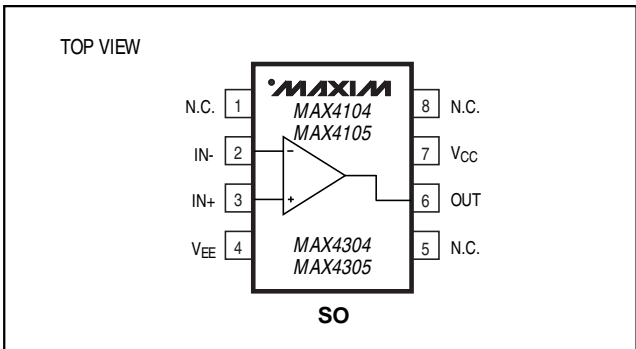 TOP VIEW
MAXIM
MAX4104
MAX4105
N.C. 1
8 N.C.
IN- 2
-
7 VCC
IN+ 3
+
6 OUT
VEE 4
MAX4304
MAX4305
5 N.C.
SO